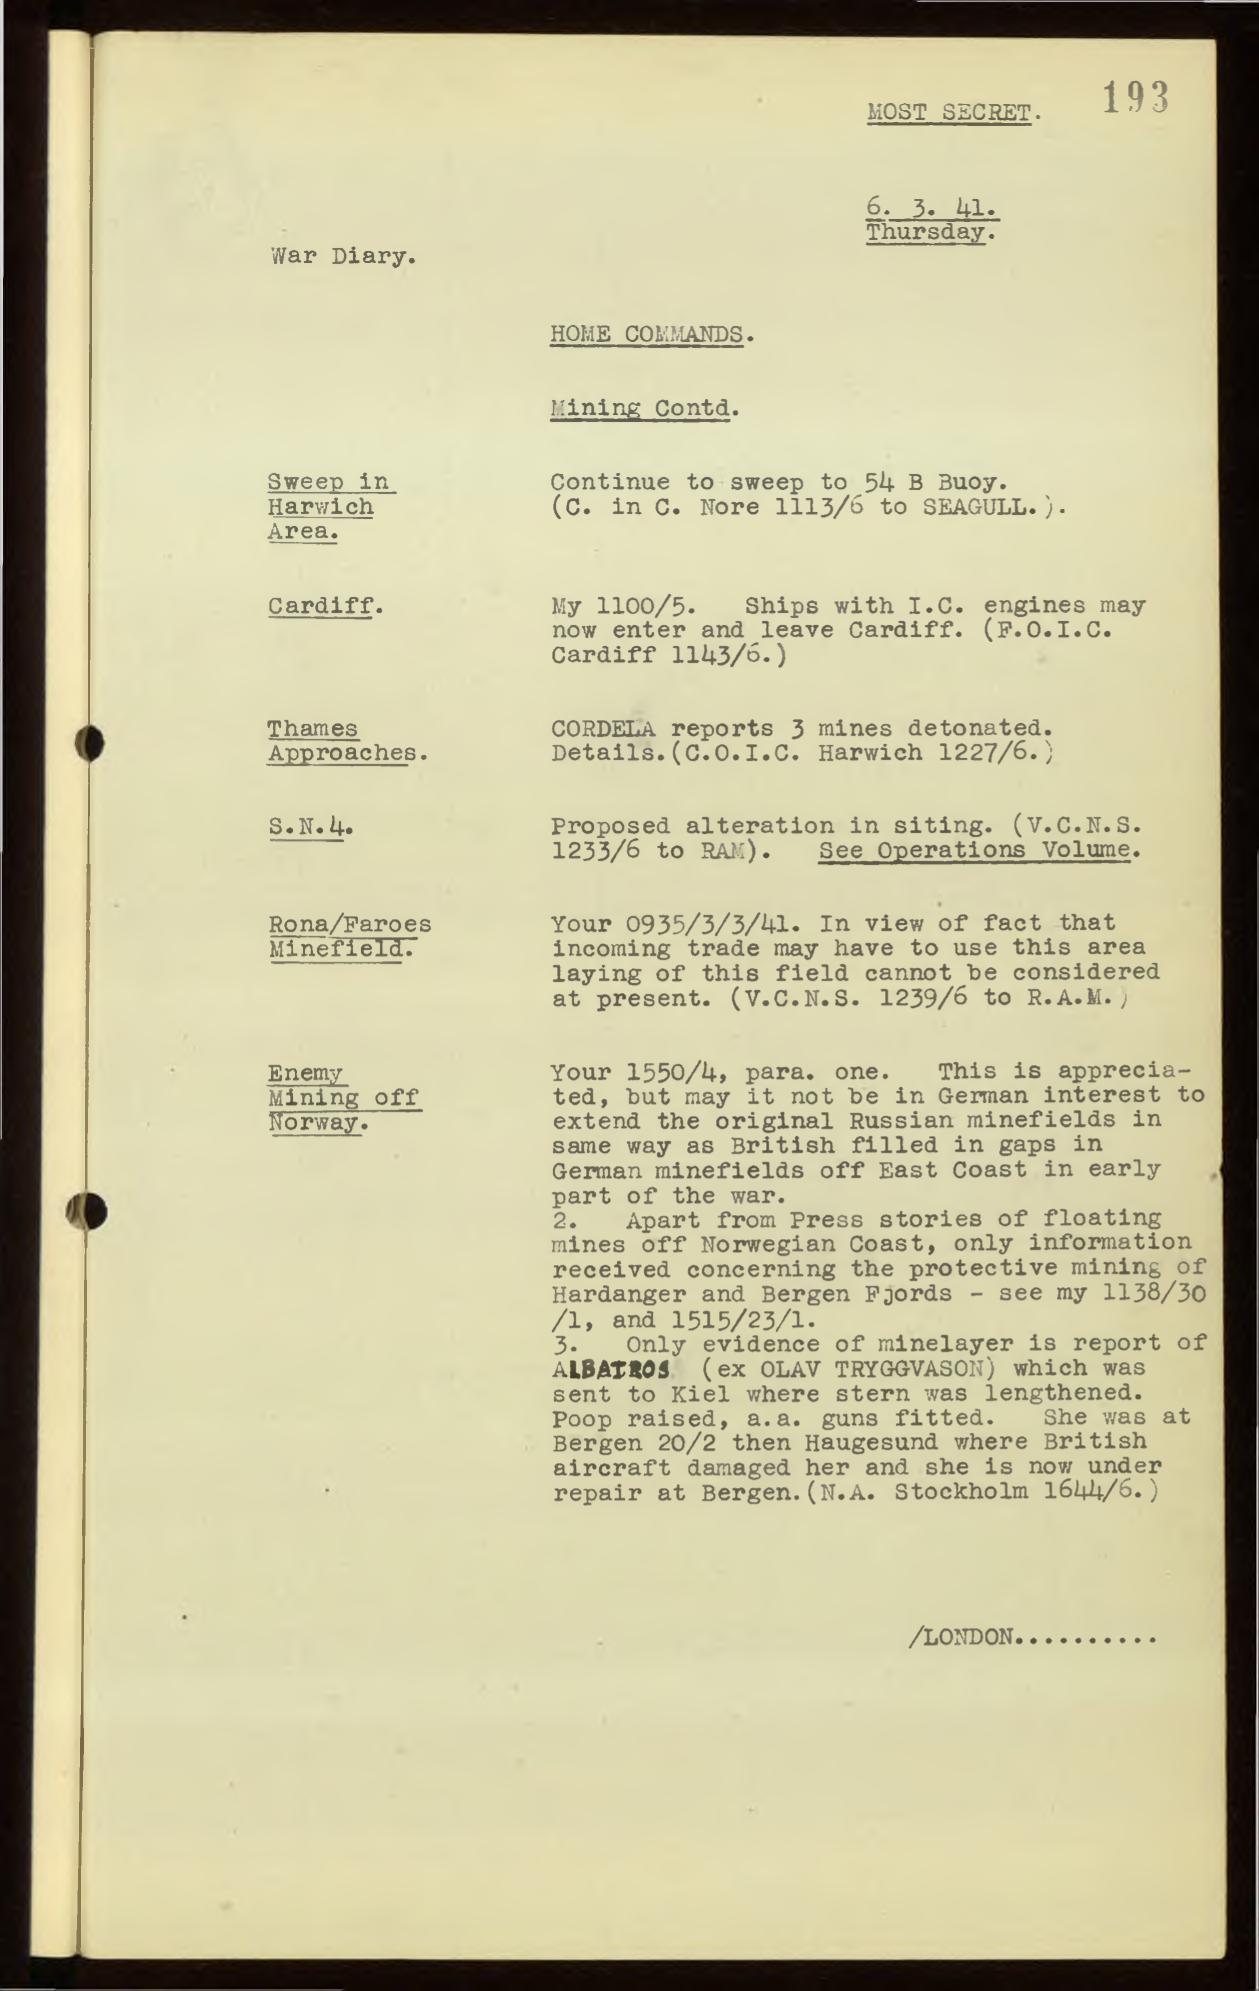 193
MOST SECRET.
6. 3. 41.
Thursday.
War Diary.
HOME COMMANDS.
Mining Contd.
Sweep in
Harwich
Area.
Continue to sweep to 54 B Buoy.
(C. in C. Nore 1113/6 to SEAGULL.).
Cardiff.
My 1100/5. Ships with I.C. engines may
now enter and leave Cardiff. (F.O.I.C.
Cardiff 1143/6.)
Thames
Approaches.
CORDELA reports 3 mines detonated.
Details.(C.O.I.C. Harwich 1227/6.)
S.N.4.
Proposed alteration in siting. (V.C.N.S.
1233/6 to RAM). See Operations Volume.
Rona/Faroes
Minefield.
Your 0935/3/3/41. In view of fact that
incoming trade may have to use this area
laying of this field cannot be considered
at present. (V.C.N.S. 1239/6 to R.A.M.)
Enemy
Mining off
Norway.
Your 1550/4, para. one. This is apprecia-
ted, but may it not be in German interest to
extend the original Russian minefields in
same way as British filled in gaps in
German minefields off East Coast in early
part of the war.
2. Apart from Press stories of floating
mines off Norwegian Coast, only information
received concerning the protective mining of
Hardanger and Bergen Fjords - see my 1138/30
/1, and 1515/23/1.
3. Only evidence of minelayer is report of
ALBATROS (ex OLAV TRYGGVASON) which was
sent to Kiel where stern was lengthened.
Poop raised, a.a. guns fitted. She was at
Bergen 20/2 then Haugesund where British
aircraft damaged her and she is now under
repair at Bergen.(N.A. Stockholm 1644/6.)
/LONDON..........